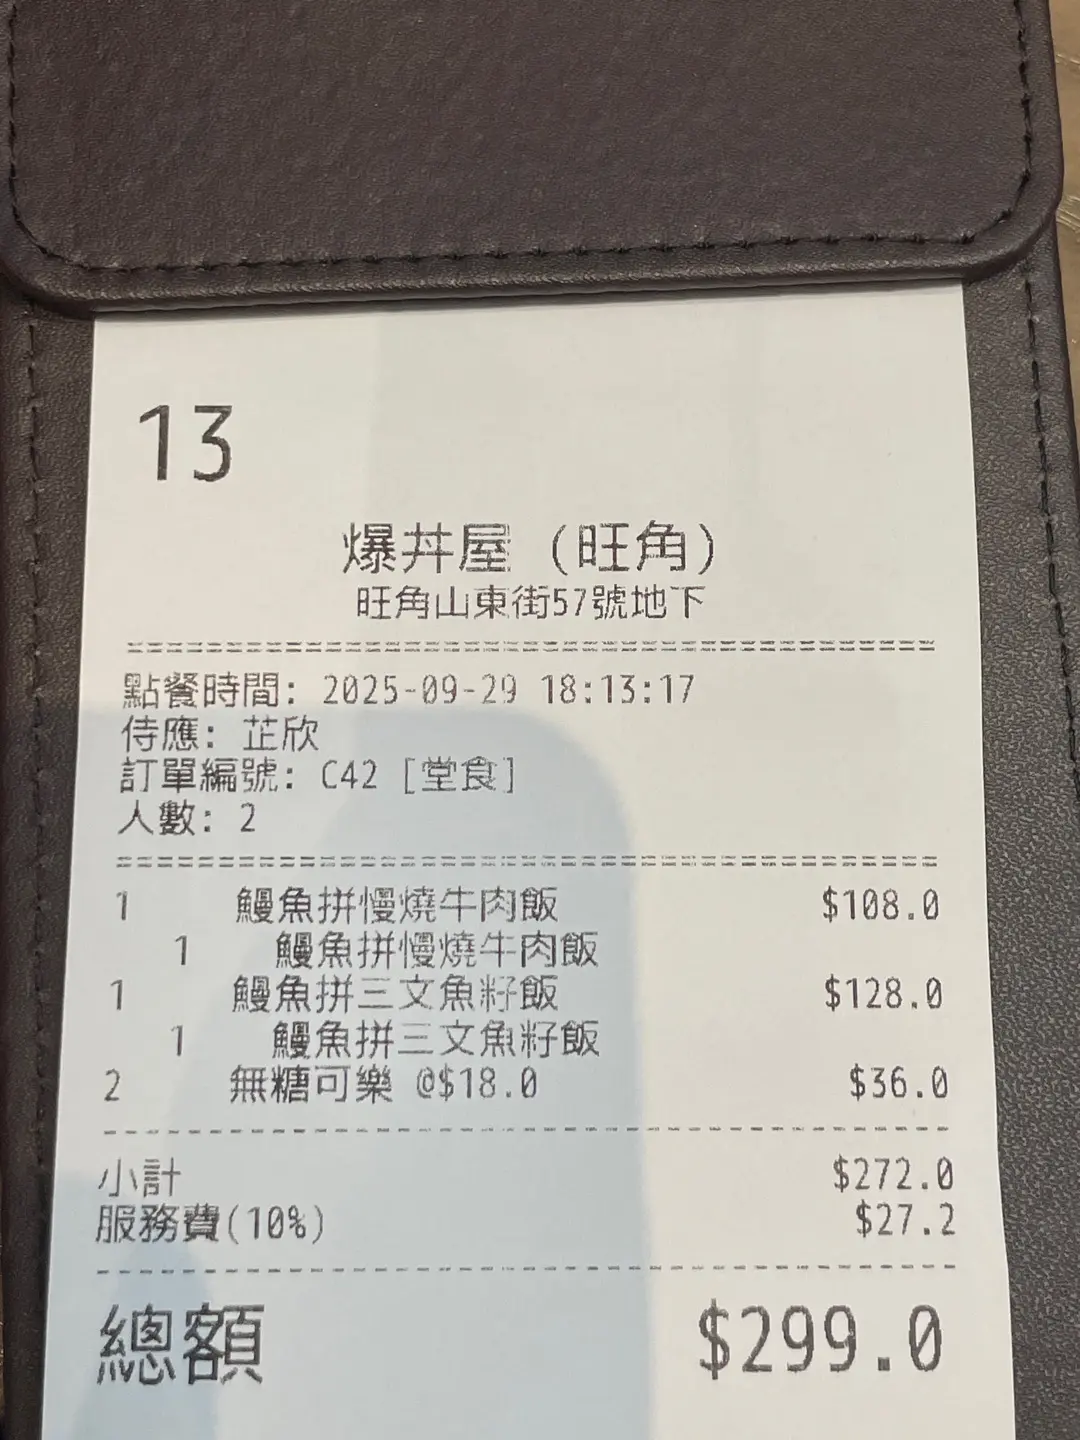 13
爆丼屋 (旺角)
旺角山東街57號地下
點餐時間: 2025-09-29 18:13:17
侍應: 芷欣
訂單編號: C42 [堂食]
人數: 2
1 鰻魚拼慢燒牛肉飯 $108.0
1 鰻魚拼慢燒牛肉飯
1 鰻魚拼三文魚籽飯 $128.0
1 鰻魚拼三文魚籽飯
2 無糖可樂 @$18.0 $36.0
小計 $272.0
服務費(10%) $27.2
總額 $299.0